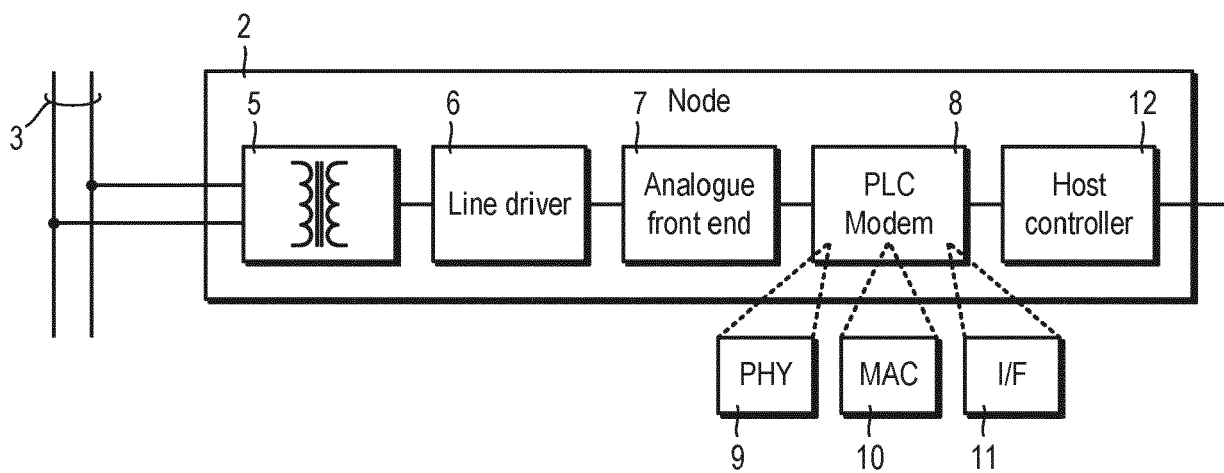 2
Node
3
5
6
7
8
12
Line driver
Analogue
front end
PLC
Modem
Host
controller
PHY
MAC
I/F
9
10
11